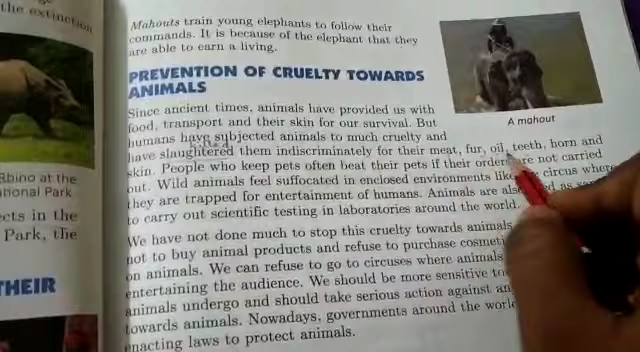 the extinction
Rhino at the
national Park
ects in the
Park, the
THEIR
Mahouts train young elephants to follow their
commands. It is because of the elephant that they
are able to earn a living.
PREVENTION OF CRUELTY TOWARDS
ANIMALS
A mahout
Since ancient times, animals have provided us with
food, transport and their skin for our survival. But
humans have subjected animals to much cruelty and
killed
have slaughtered them indiscriminately for their meat, fur, oil, teeth, horn and
skin. People who keep pets often beat their pets if their orders are not carried
out. Wild animals feel suffocated in enclosed environments circus where
they are trapped for entertainment of humans. Animals are also as
to carry out scientific testing in laboratories around the world.
We have not done much to stop this cruelty towards animals
not to buy animal products and refuse to purchase
on animals. We can refuse to go to circuses where animals
entertaining the audience. We should be more sensitive to
animals undergo and should take serious action against
towards animals. Nowadays, governments around the
enacting laws to protect animals.